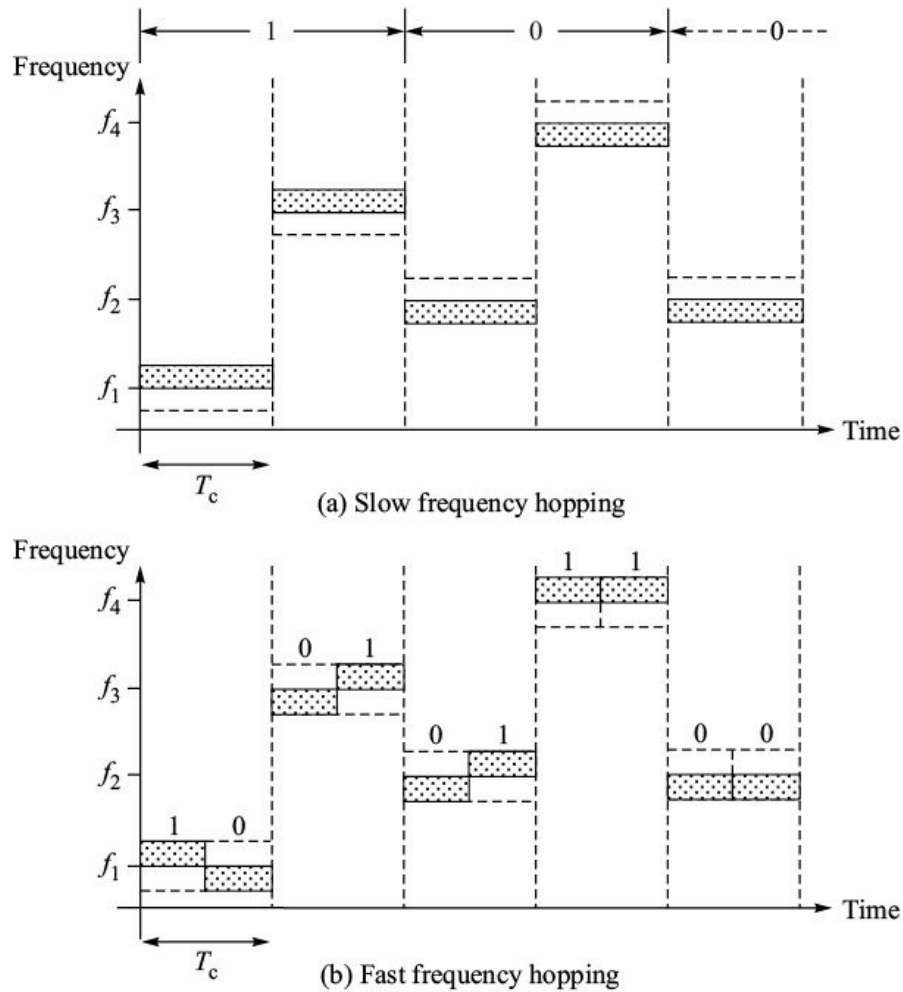 1 0 0
Frequency
f4
f3
f2
f1
Time
Tc
(a) Slow frequency hopping
Frequency
1 1
f4
0 1
f3
0 1
0 0
f2
1 0
f1
Time
Tc
(b) Fast frequency hopping